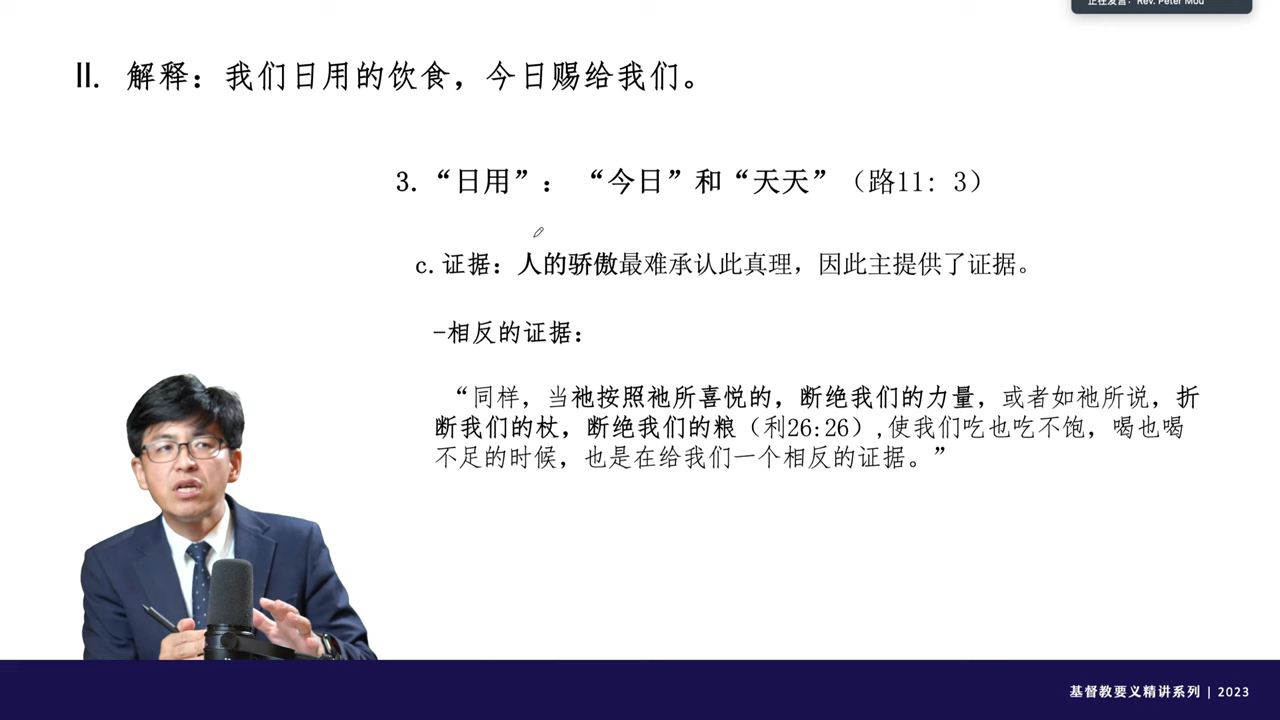 正在发言: Rev. Peter Mou
II. 解释：我们日用的饮食，今日赐给我们。
3. “日用”： “今日”和“天天”（路11: 3）
c. 证据：人的骄傲最难承认此真理，因此主提供了证据。
-相反的证据：
“同样，当祂按照祂所喜悦的，断绝我们的力量，或者如祂所说，折
断我们的杖，断绝我们的粮（利26:26）,使我们吃也吃不饱，喝也喝
不足的时候，也是在给我们一个相反的证据。”
基督教要义精讲系列 | 2023